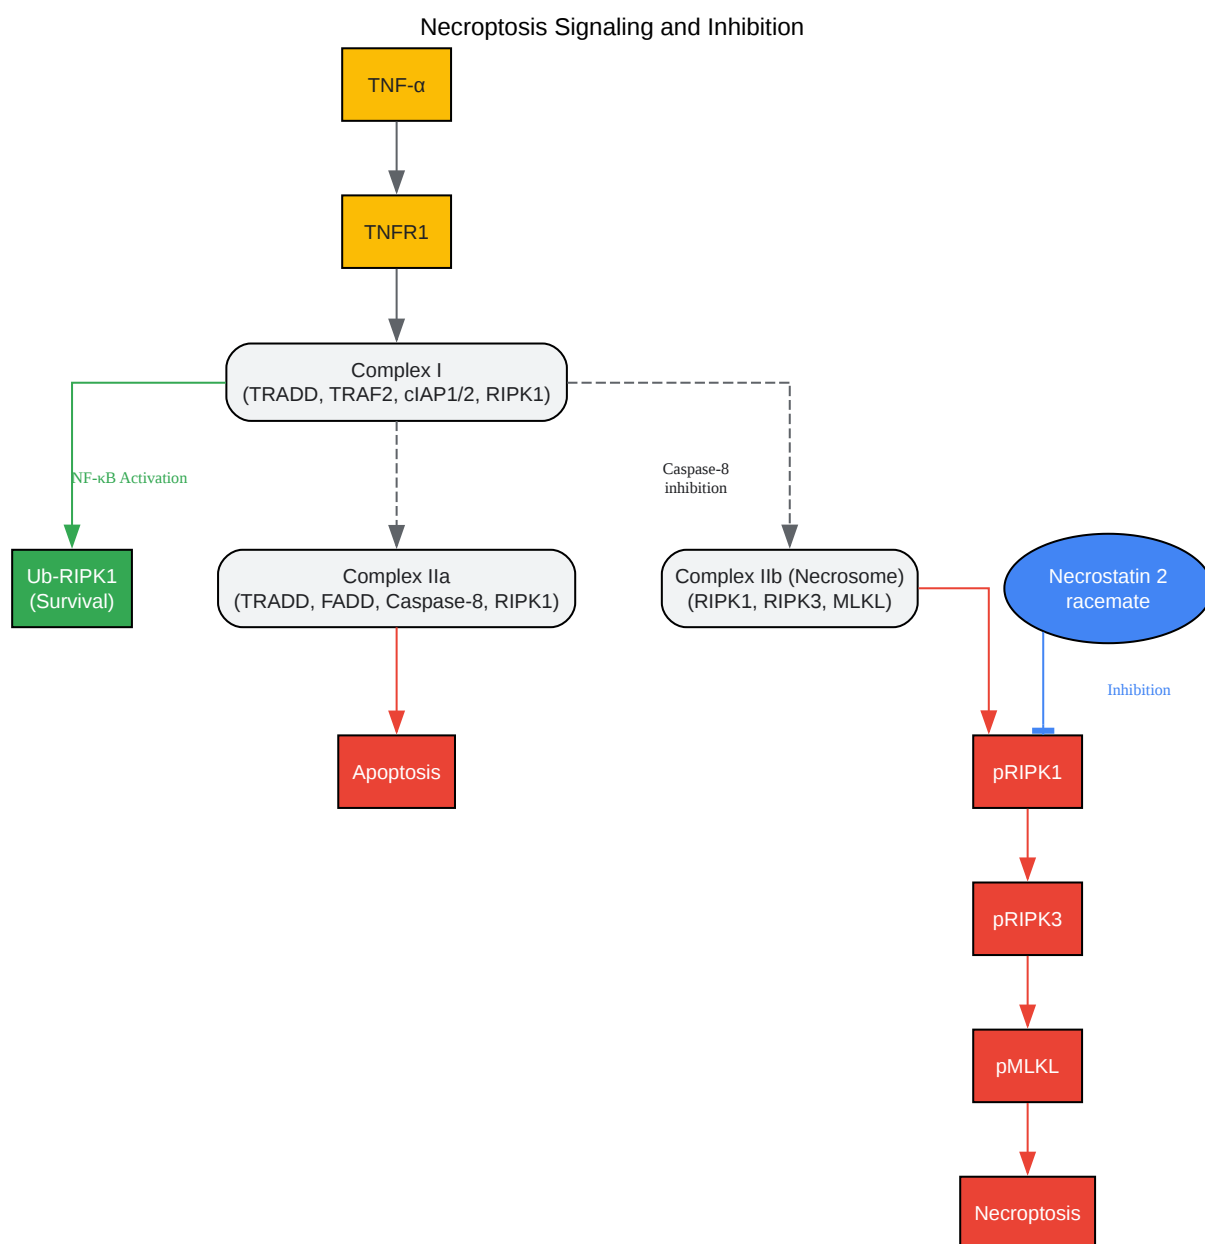 Necroptosis Signaling and Inhibition
TNF-α
TNFR1
Complex I
(TRADD, TRAF2, cIAP1/2, RIPK1)
NF-κB Activation
Caspase-8
inhibition
Ub-RIPK1
(Survival)
Complex IIa
(TRADD, FADD, Caspase-8, RIPK1)
Complex IIb (Necrosome)
(RIPK1, RIPK3, MLKL)
Necrostatin 2
racemate
Inhibition
Apoptosis
pRIPK1
pRIPK3
pMLKL
Necroptosis